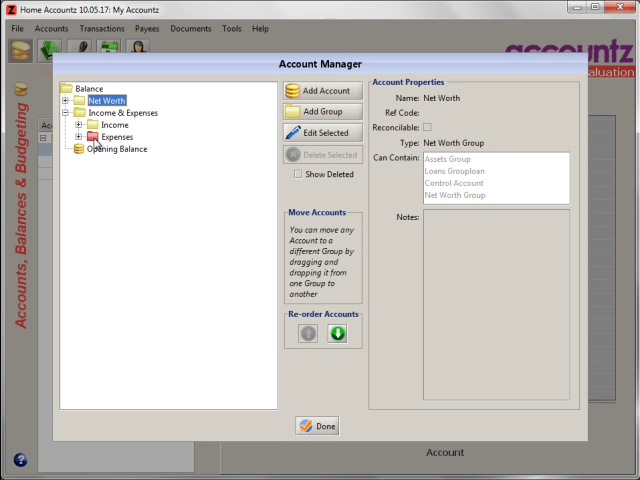 Home Accountz 10.05.17: My Accountz
File Accounts Transactions Payees Documents Tools Help
accountz
aluation
Account Manager
Accounts, Balances & Budgeting
Balance
Net Worth
Income & Expenses
Income
Expenses
Opening Balance
Add Account
Add Group
Edit Selected
Delete Selected
Show Deleted
Move Accounts
You can move any
Account to a
different Group by
dragging and
dropping it from
one Group to
another
Re-order Accounts
Account Properties
Name: Net Worth
Ref Code:
Reconcilable:
Type: Net Worth Group
Can Contain: Assets Group
Loans Grouploan
Control Account
Net Worth Group
Notes:
Done
Account